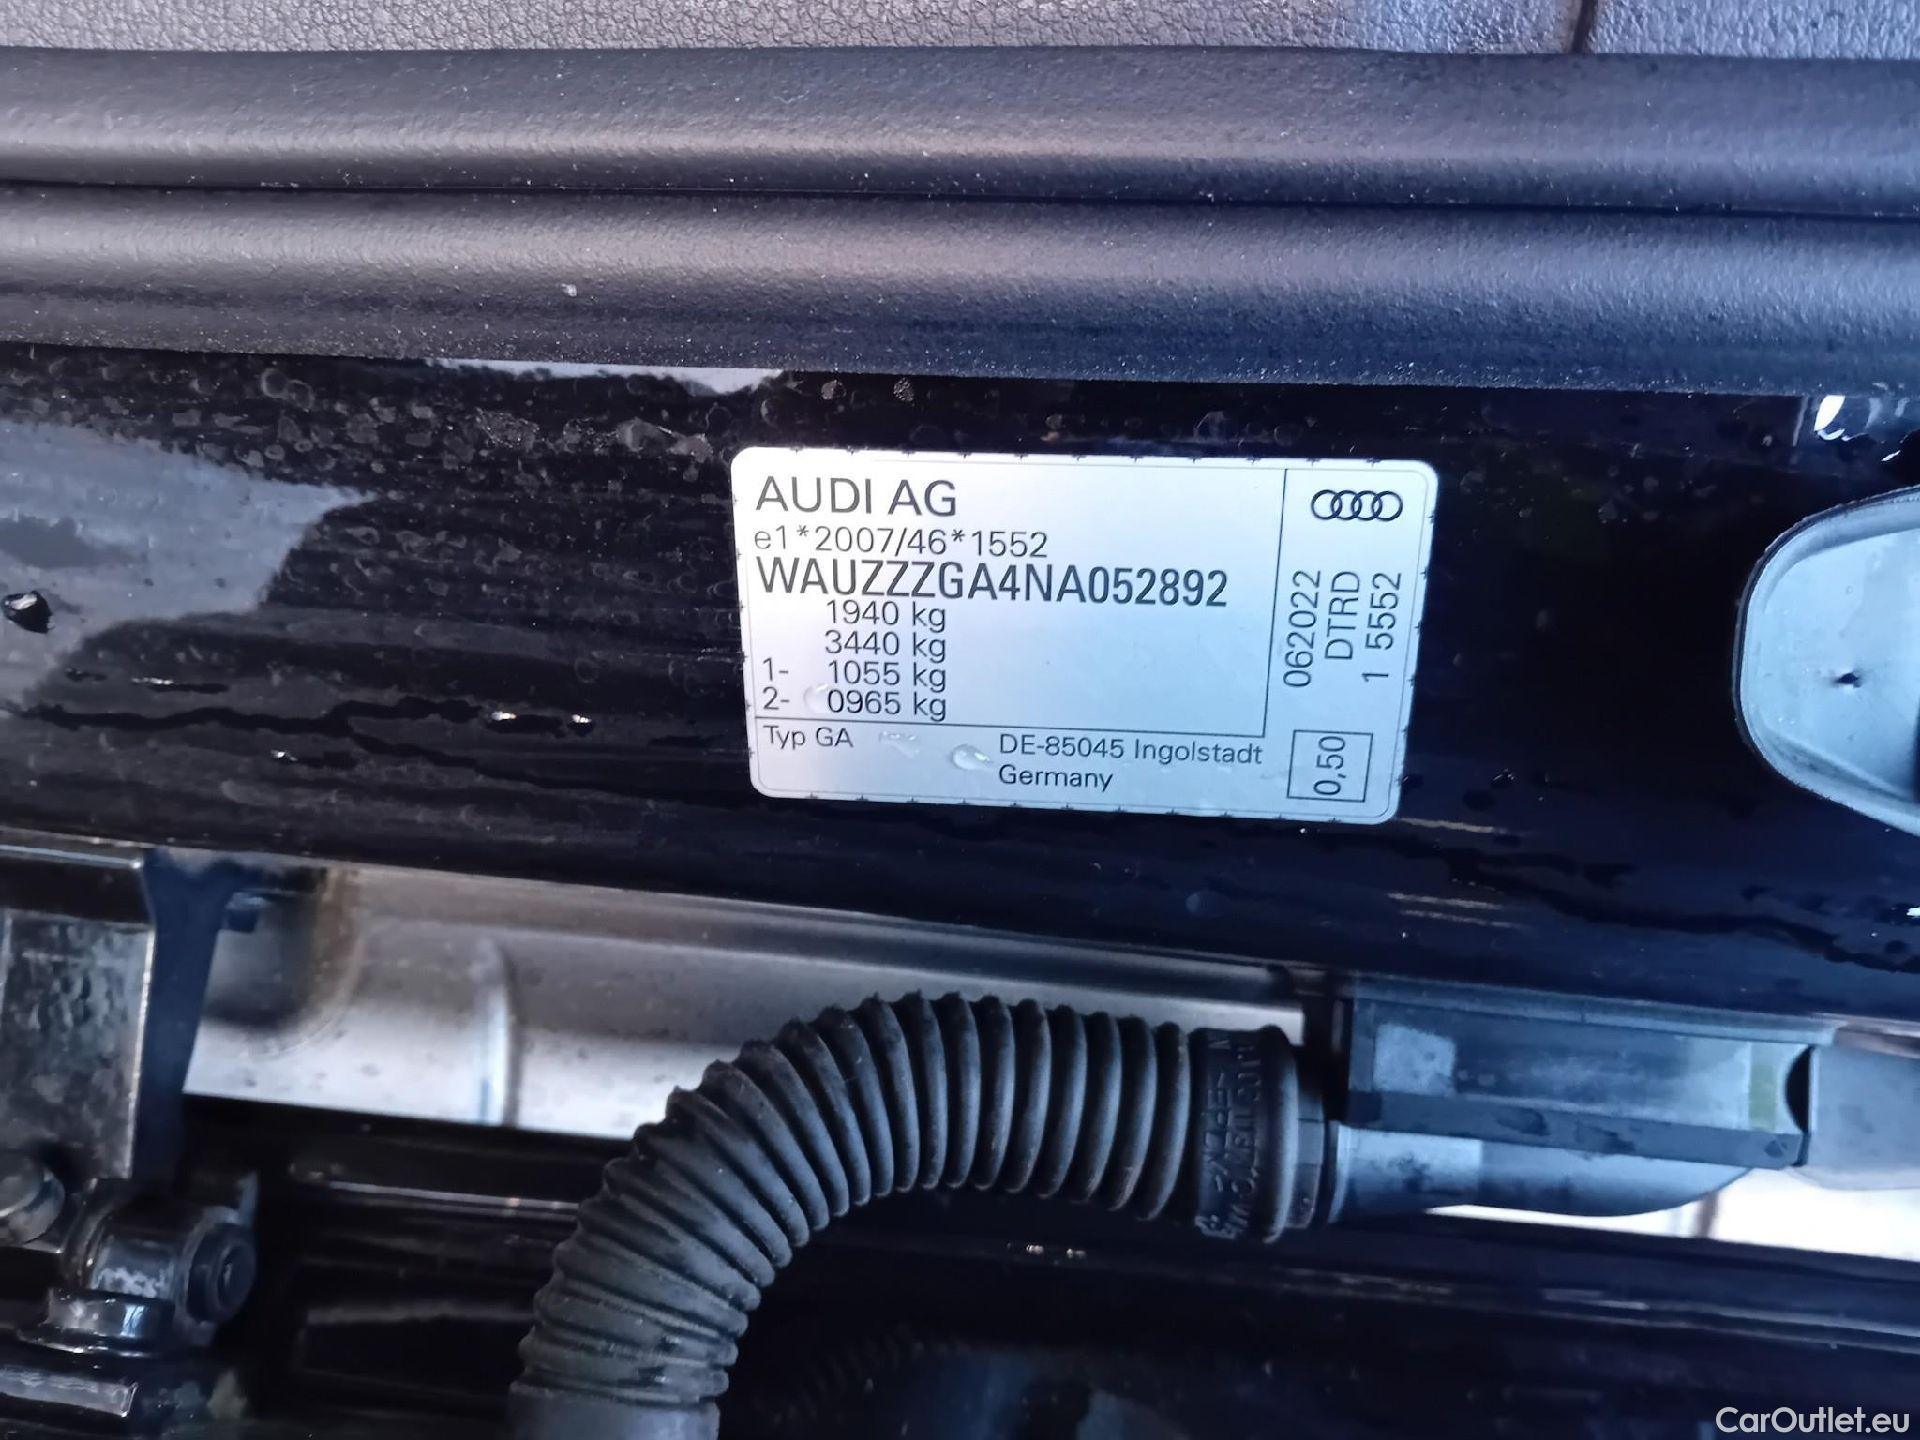 AUDI AG
e1*2007/46*1552
WAUZZZGA4NA052892
1940 kg
3440 kg
1- 1055 kg
2- 0965 kg
Typ GA
DE-85045 Ingolstadt
Germany
062022
DTRD
1 5552
0,50
CarOutlet.eu